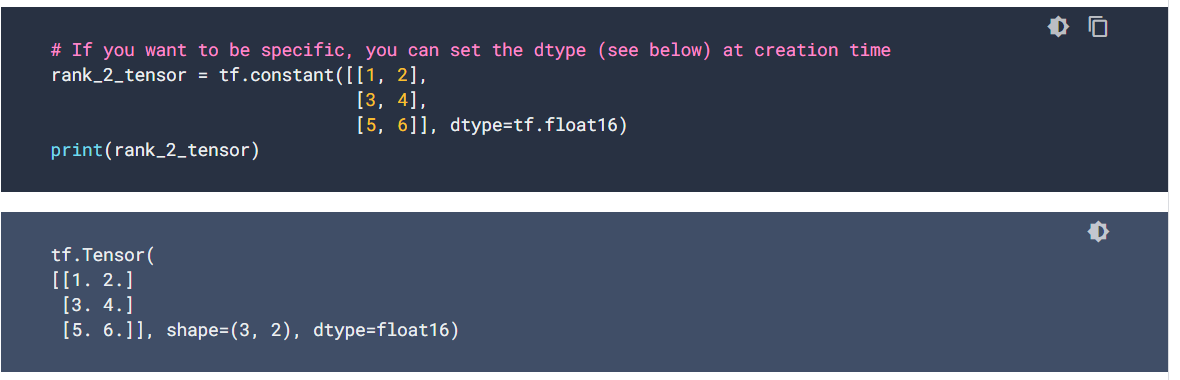 # If you want to be specific, you can set the dtype (see below) at creation time
rank_2_tensor = tf.constant([[1, 2],
                             [3, 4],
                             [5, 6]], dtype=tf.float16)
print(rank_2_tensor)
tf.Tensor(
[[1. 2.]
 [3. 4.]
 [5. 6.]], shape=(3, 2), dtype=float16)